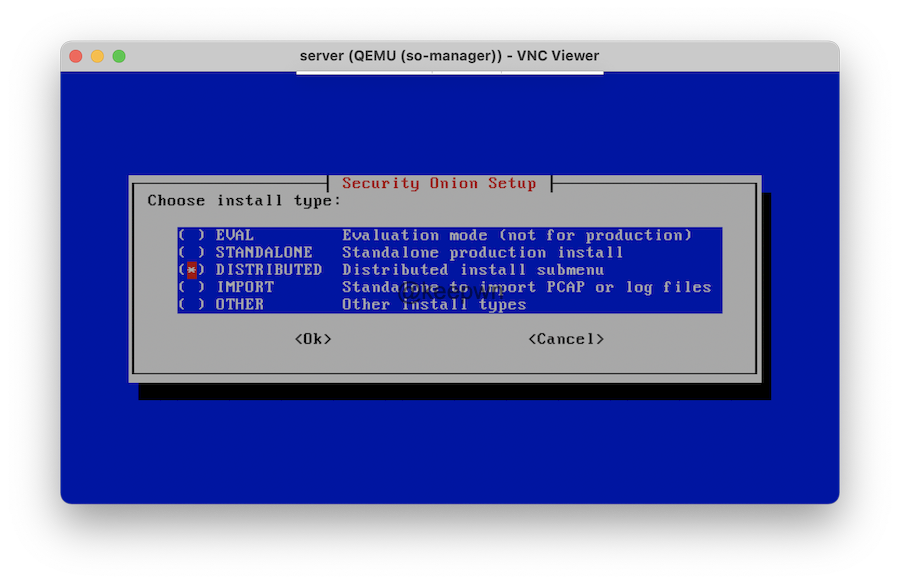 server (QEMU (so-manager)) - VNC Viewer
Security Onion Setup
Choose install type:
( ) EVAL Evaluation mode (not for production)
( ) STANDALONE Standalone production install
(*) DISTRIBUTED Distributed install submenu
( ) IMPORT Standalone to import PCAP or log files
( ) OTHER Other install types
<Ok> <Cancel>